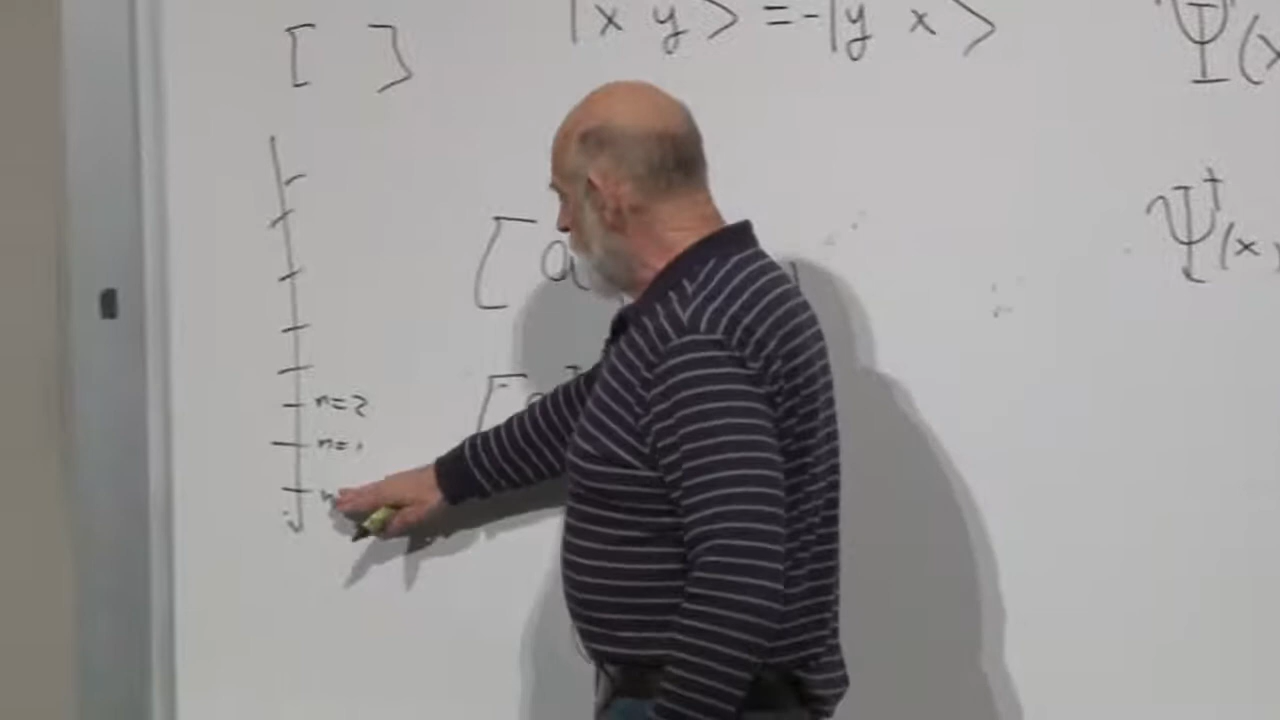 [ ]
|x y> = -|y x>
Ψ(x
[ a
Ψ†(x
n=2
n=1
[
n